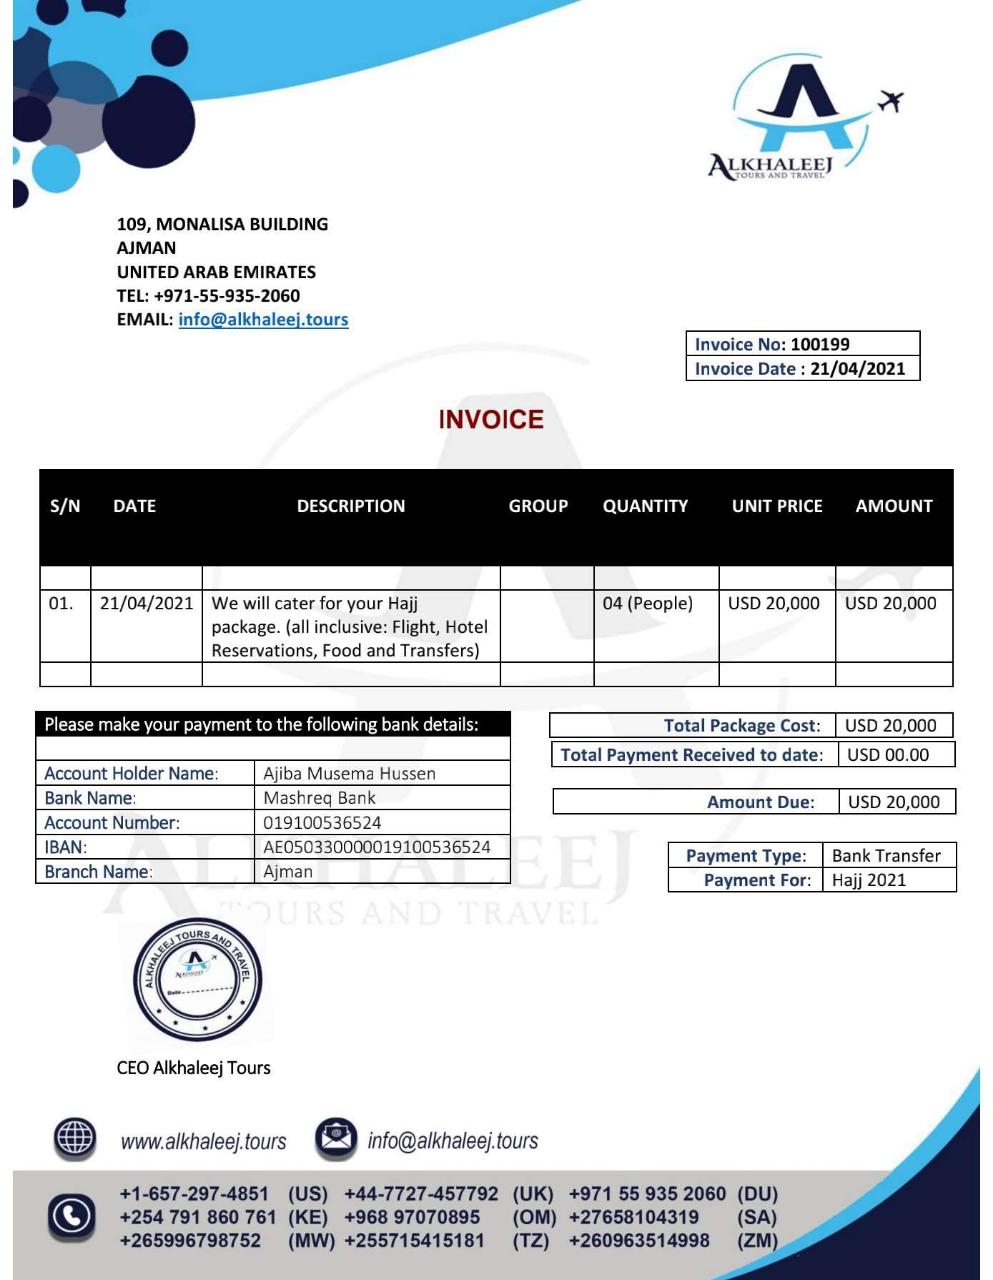 ALKHALEEJ
TOURS AND TRAVEL
109, MONALISA BUILDING
AJMAN
UNITED ARAB EMIRATES
TEL: +971-55-935-2060
EMAIL: info@alkhaleej.tours
Invoice No: 100199
Invoice Date : 21/04/2021
INVOICE
S/N DATE DESCRIPTION GROUP QUANTITY UNIT PRICE AMOUNT
01. 21/04/2021 We will cater for your Hajj 04 (People) USD 20,000 USD 20,000
package. (all inclusive: Flight, Hotel
Reservations, Food and Transfers)
Please make your payment to the following bank details:
Account Holder Name: Ajiba Musema Hussen
Bank Name: Mashreq Bank
Account Number: 019100536524
IBAN: AE050330000019100536524
Branch Name: Ajman
Total Package Cost: USD 20,000
Total Payment Received to date: USD 00.00
Amount Due: USD 20,000
Payment Type: Bank Transfer
Payment For: Hajj 2021
ALKHALEEJ
TOURS AND TRAVEL
ALKHALEEJ TOURS AND TRAVEL
ALKHALEEJ
Date
CEO Alkhaleej Tours
www.alkhaleej.tours info@alkhaleej.tours
+1-657-297-4851 (US) +44-7727-457792 (UK) +971 55 935 2060 (DU)
+254 791 860 761 (KE) +968 97070895 (OM) +27658104319 (SA)
+265996798752 (MW) +255715415181 (TZ) +260963514998 (ZM)